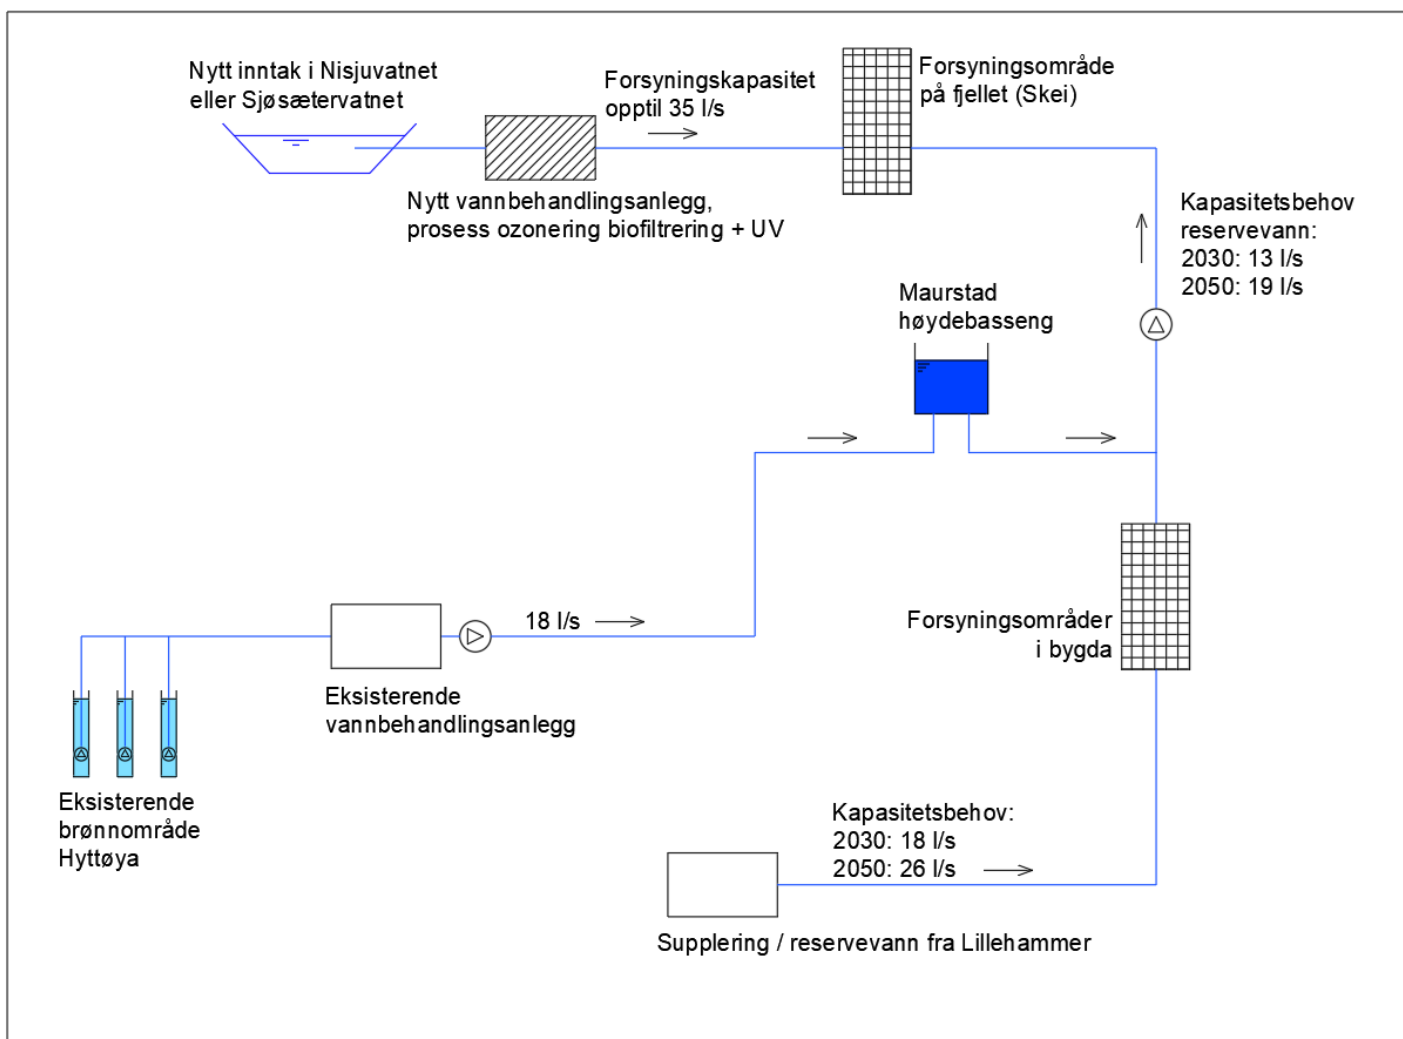 Nytt inntak i Nisjuvatnet
eller Sjøsætervatnet
Forsyningskapasitet
opptil 35 l/s
Forsyningsområde
på fjellet (Skei)
Nytt vannbehandlingsanlegg,
prosess ozonering biofiltrering + UV
Kapasitetsbehov
reservevann:
2030: 13 l/s
2050: 19 l/s
Maurstad
høydebasseng
18 l/s
Forsyningsområder
i bygda
Eksisterende
vannbehandlingsanlegg
Eksisterende
brønnområde
Hyttøya
Kapasitetsbehov:
2030: 18 l/s
2050: 26 l/s
Supplering / reservevann fra Lillehammer